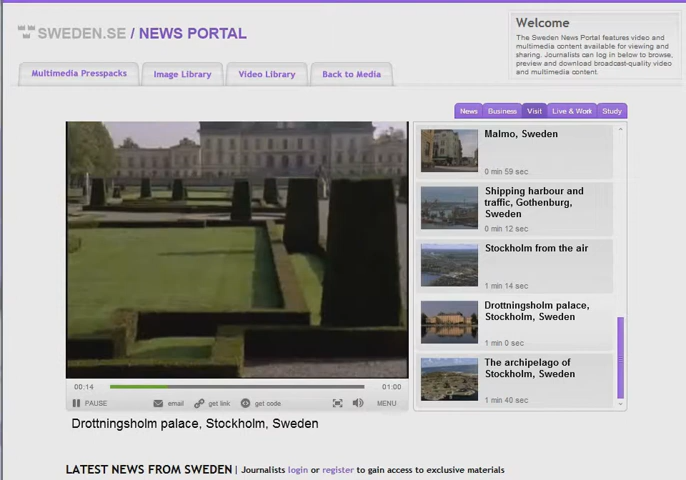 SWEDEN.SE / NEWS PORTAL
Welcome
The Sweden News Portal features video and
multimedia content available for viewing and
sharing. Journalists can log in below to browse,
preview and download broadcast-quality video
and multimedia content.
Multimedia Presspacks
Image Library
Video Library
Back to Media
News
Business
Visit
Live & Work
Study
Malmo, Sweden
0 min 59 sec
Shipping harbour and
traffic, Gothenburg,
Sweden
0 min 12 sec
Stockholm from the air
1 min 14 sec
Drottningsholm palace,
Stockholm, Sweden
1 min 0 sec
The archipelago of
Stockholm, Sweden
1 min 40 sec
00:14
01:00
PAUSE
email
get link
get code
MENU
Drottningsholm palace, Stockholm, Sweden
LATEST NEWS FROM SWEDEN | Journalists login or register to gain access to exclusive materials